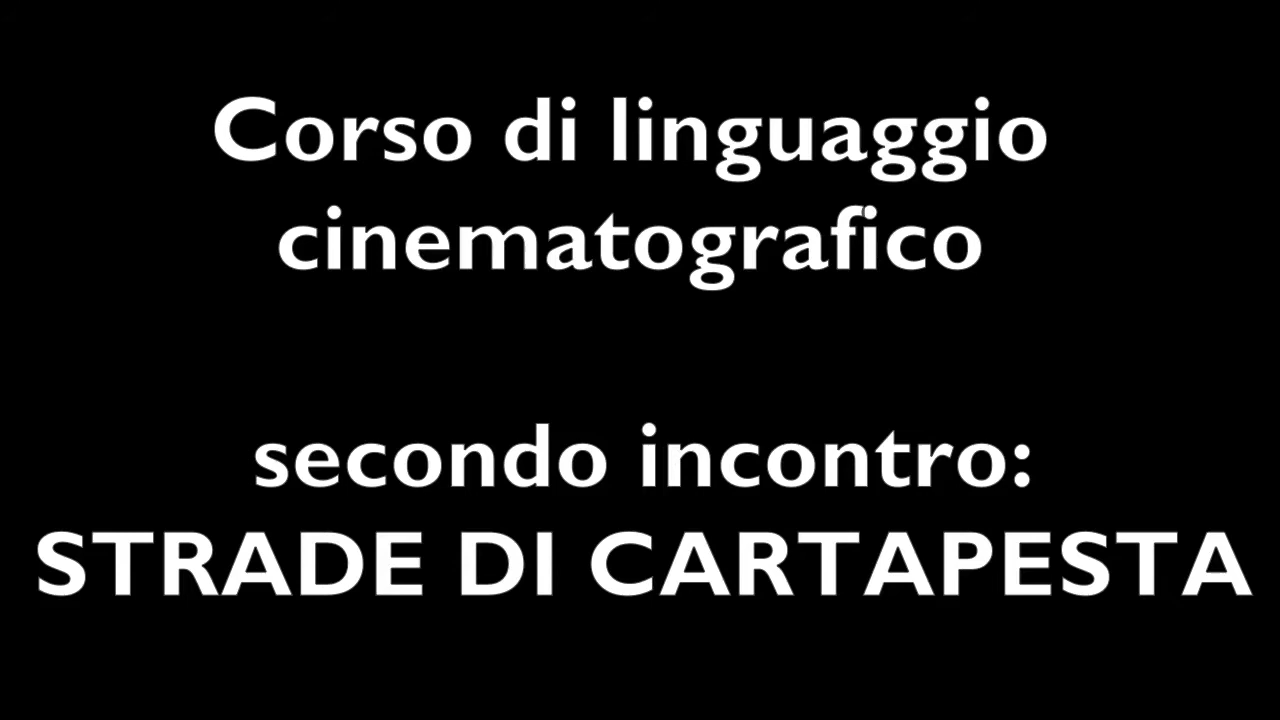 Corso di linguaggio
cinematografico
secondo incontro:
STRADE DI CARTAPESTA